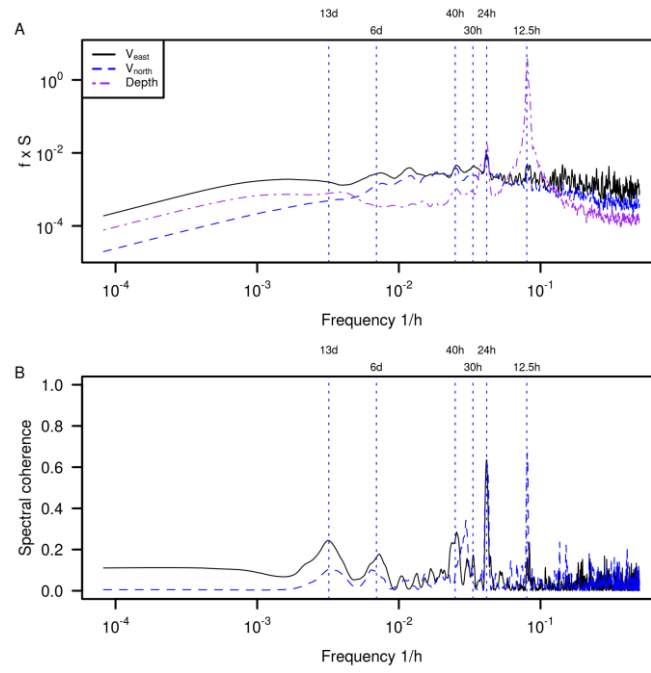 13d
40h
24h
A
6d
30h
12.5h
V_east
V_north
Depth
10^0
10^-2
10^-4
f x S
10^-4
10^-3
10^-2
10^-1
Frequency 1/h
13d
40h
24h
B
6d
30h
12.5h
1.0
0.8
0.6
0.4
0.2
0.0
Spectral coherence
10^-4
10^-3
10^-2
10^-1
Frequency 1/h